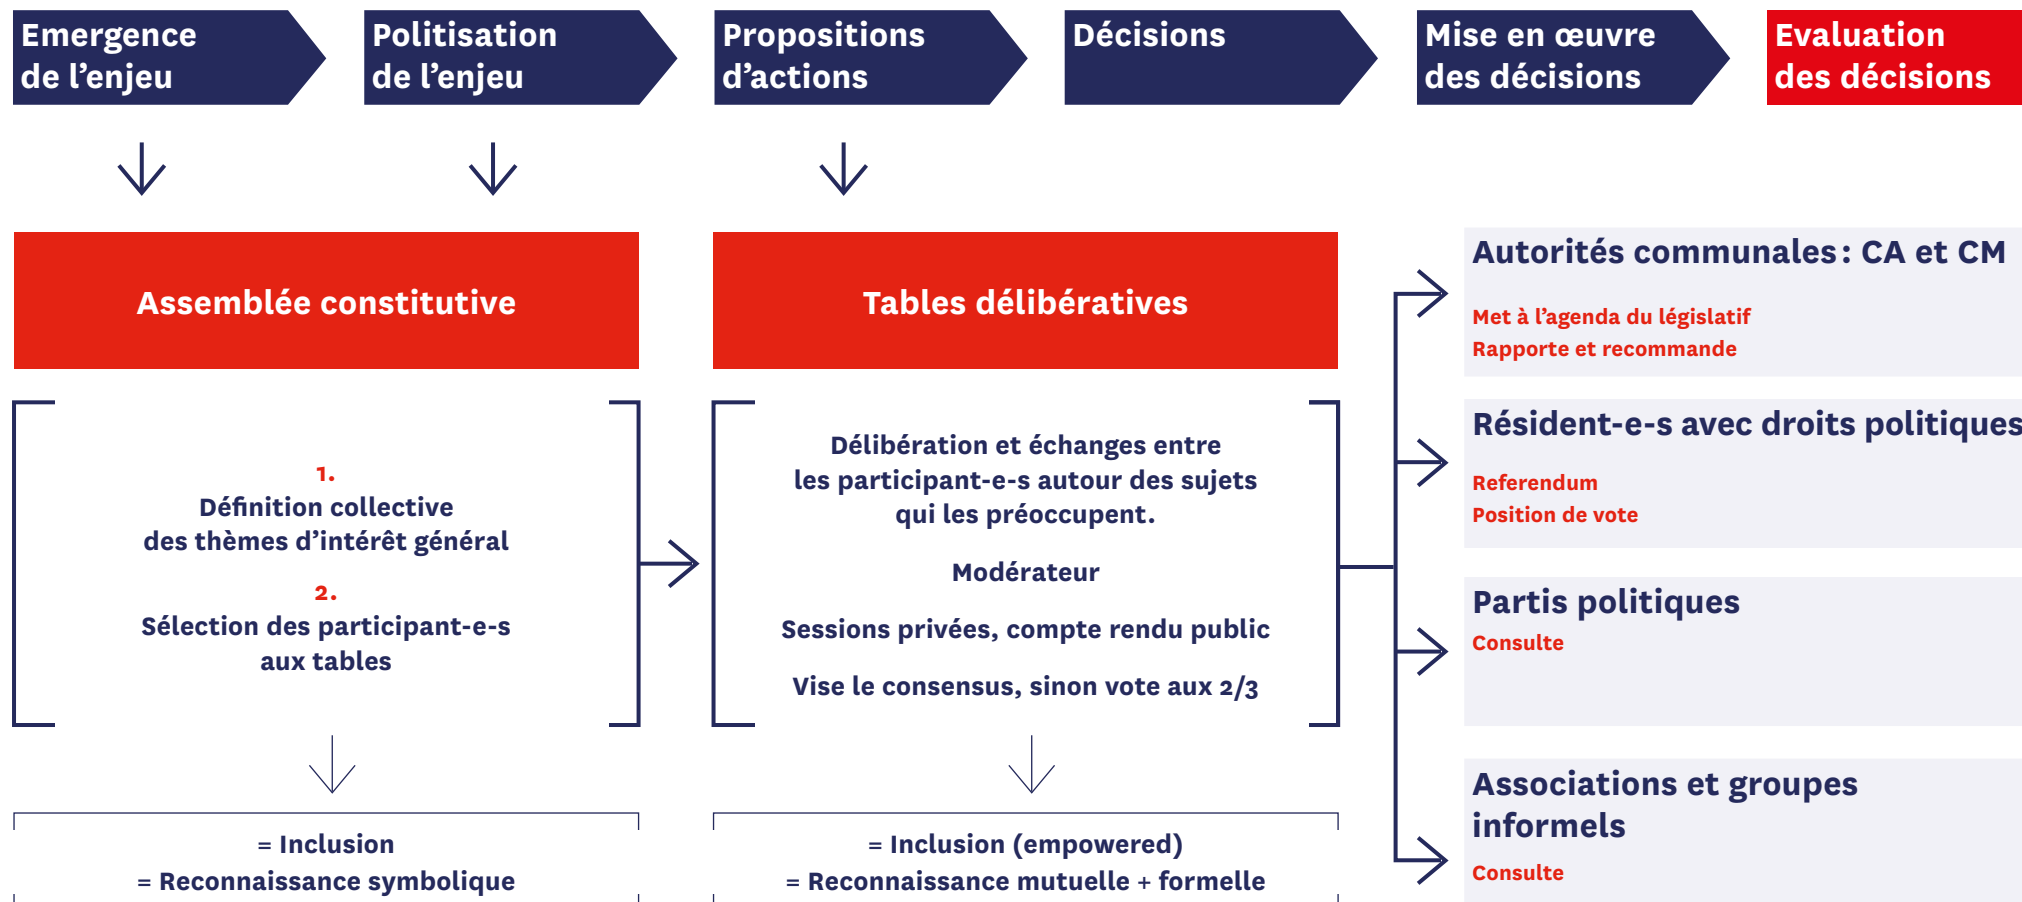 Emergence
de l’enjeu
Politisation
de l’enjeu
Propositions
d’actions
Décisions
Mise en œuvre
des décisions
Evaluation
des décisions
Assemblée constitutive
1.
Définition collective
des thèmes d’intérêt général
2.
Sélection des participant-e-s
aux tables
= Inclusion
= Reconnaissance symbolique
Tables délibératives
Délibération et échanges entre
les participant-e-s autour des sujets
qui les préoccupent.
Modérateur
Sessions privées, compte rendu public
Vise le consensus, sinon vote aux 2/3
= Inclusion (empowered)
= Reconnaissance mutuelle + formelle
Autorités communales : CA et CM
Met à l’agenda du législatif
Rapporte et recommande
Résident-e-s avec droits politiques
Referendum
Position de vote
Partis politiques
Consulte
Associations et groupes
informels
Consulte